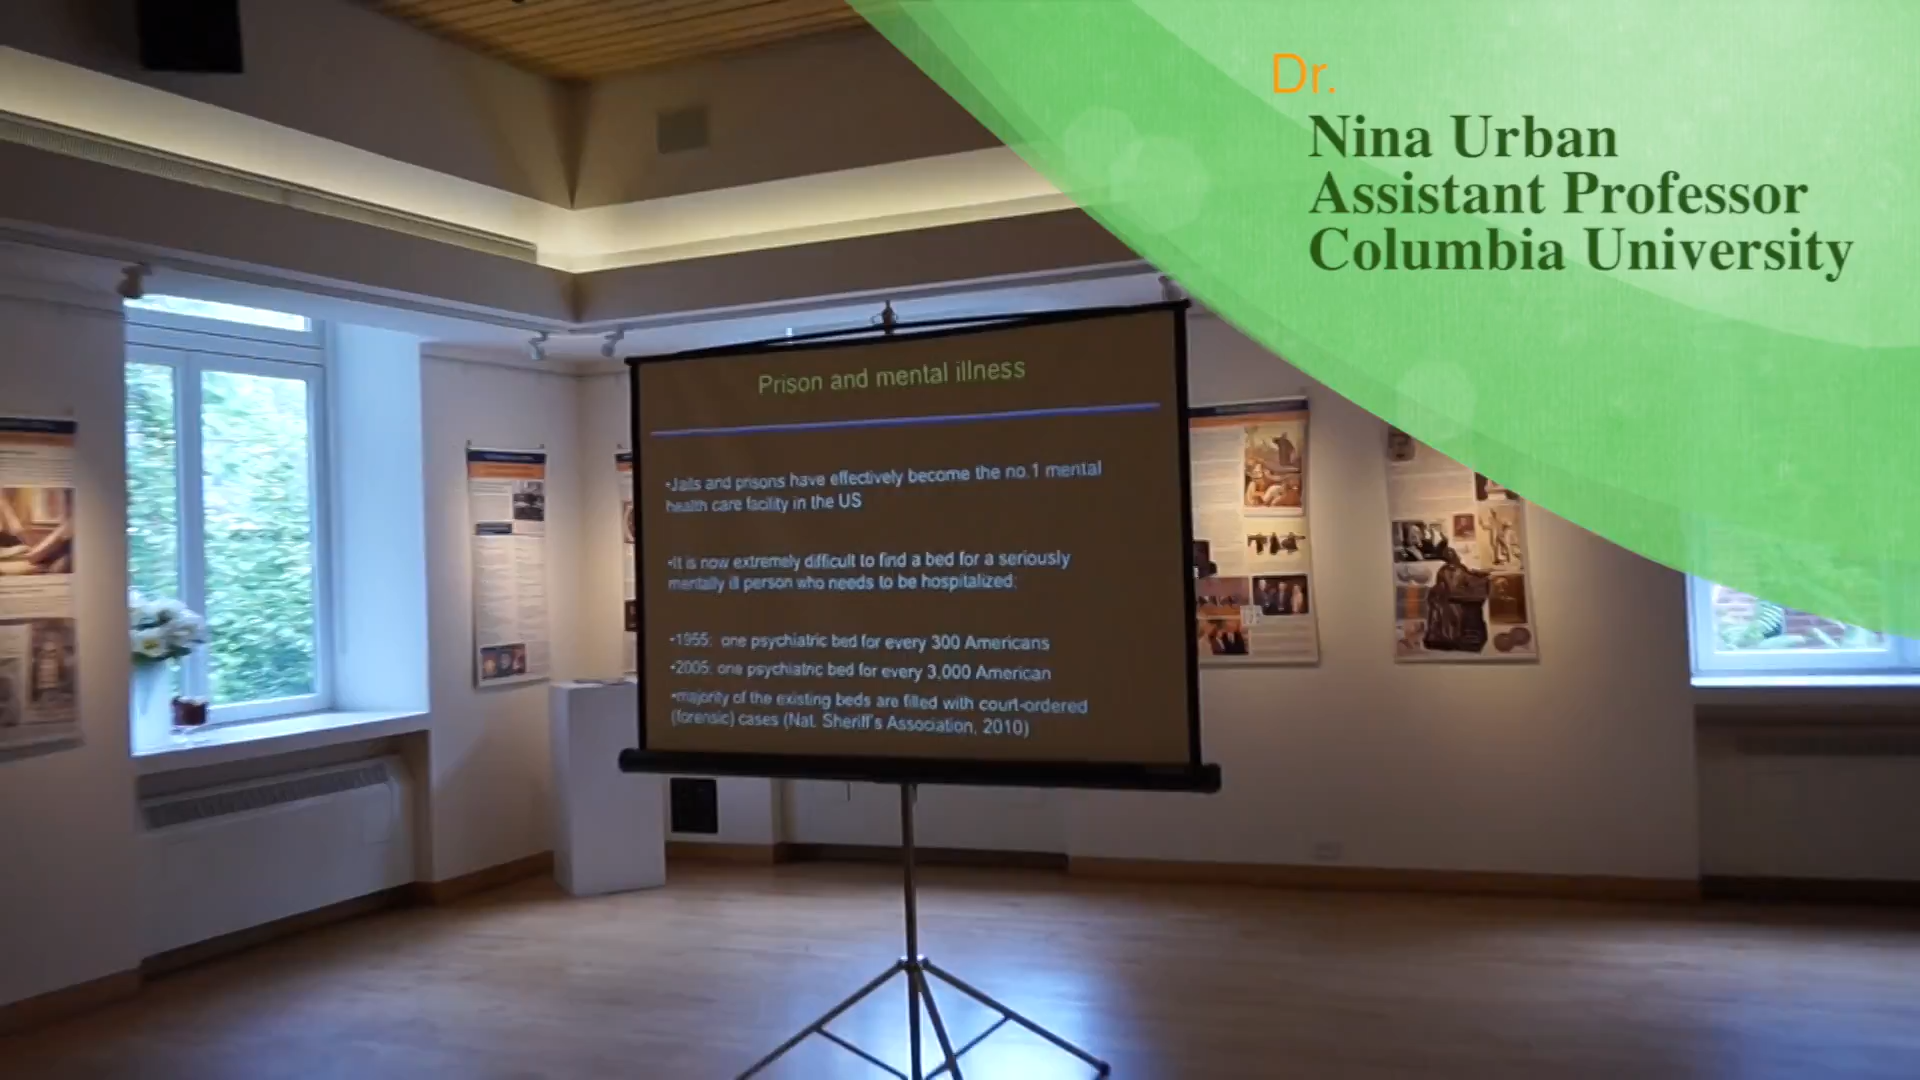 Dr.
Nina Urban
Assistant Professor
Columbia University
Prison and mental illness
•Jails and prisons have effectively become the no.1 mental
health care facility in the US
•It is now extremely difficult to find a bed for a seriously
mentally ill person who needs to be hospitalized:
•1955: one psychiatric bed for every 300 Americans
•2005: one psychiatric bed for every 3,000 American
•majority of the existing beds are filled with court-ordered
(forensic) cases (Nat. Sheriff's Association, 2010)